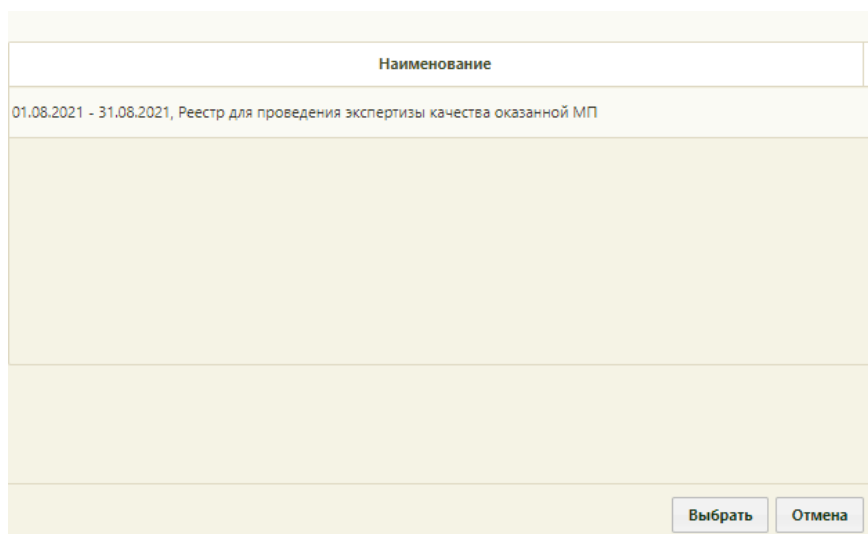 Наименование
01.08.2021 - 31.08.2021, Реестр для проведения экспертизы качества оказанной МП
Выбрать Отмена